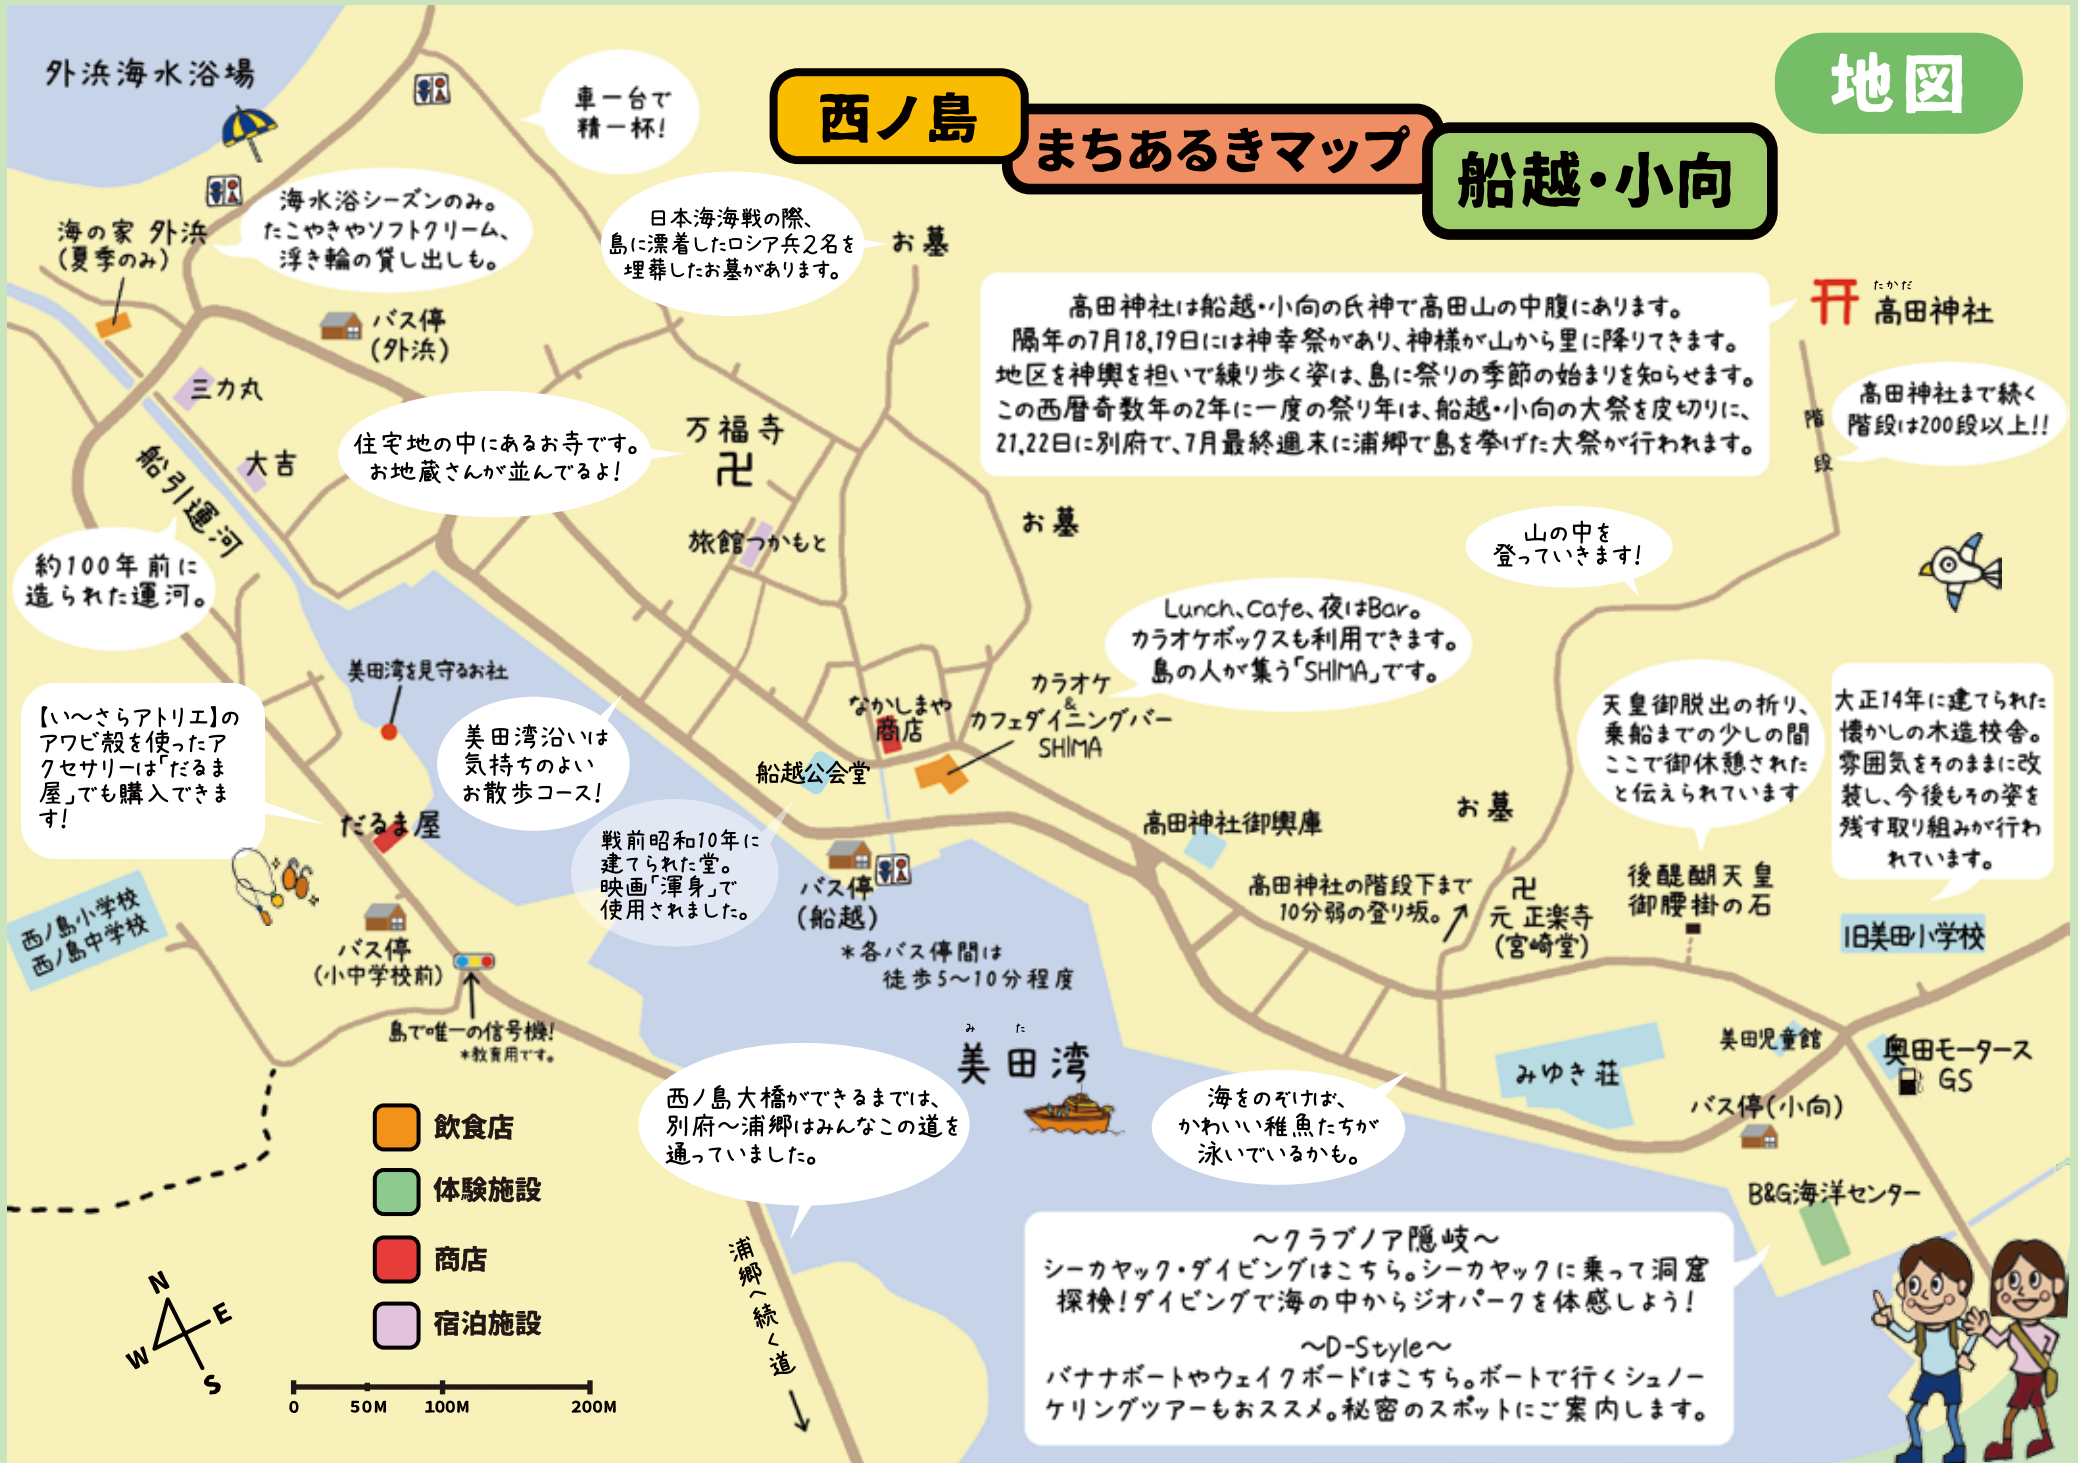 地図
西ノ島
まちあるきマップ
船越・小向
外浜海水浴場
車一台で
精一杯!
海水浴シーズンのみ。
たこやきやソフトクリーム、
浮き輪の貸し出しも。
海の家 外浜
(夏季のみ)
日本海海戦の際、
島に漂着したロシア兵2名を
埋葬したお墓があります。
お墓
バス停
(外浜)
高田神社は船越・小向の氏神で高田山の中腹にあります。
隔年の7月18,19日には神幸祭があり、神様が山から里に降りてきます。
地区を神輿を担いで練り歩く姿は、島に祭りの季節の始まりを知らせます。
この西暦奇数年の2年に一度の祭り年は、船越・小向の大祭を皮切りに、
21,22日に別府で、7月最終週末に浦郷で島を挙げた大祭が行われます。
たかだ
高田神社
高田神社まで続く
階段は200段以上!!
階段
三力丸
大吉
船引運河
約100年前に
造られた運河。
住宅地の中にあるお寺です。
お地蔵さんが並んでるよ!
万福寺
卍
旅館つかもと
お墓
山の中を
登っていきます!
Lunch、Cafe、夜はBar。
カラオケボックスも利用できます。
島の人が集う「SHIMA」です。
カラオケ
&
カフェダイニングバー
SHIMA
なかしまや
商店
船越公会堂
美田湾を見守るお社
美田湾沿いは
気持ちのよい
お散歩コース!
【い〜さらアトリエ】の
アワビ殻を使ったア
クセサリーは「だるま
屋」でも購入できま
す!
だるま屋
戦前昭和10年に
建てられた堂。
映画「渾身」で
使用されました。
バス停
(船越)
*各バス停間は
徒歩5〜10分程度
西ノ島小学校
西ノ島中学校
バス停
(小中学校前)
島で唯一の信号機!
*教育用です。
高田神社御輿庫
高田神社の階段下まで
10分弱の登り坂。
お墓
卍
元 正楽寺
(宮崎堂)
天皇御脱出の折り、
乗船までの少しの間
ここで御休憩された
と伝えられています
後醍醐天皇
御腰掛の石
大正14年に建てられた
懐かしの木造校舎。
雰囲気をそのままに改
装し、今後もその姿を
残す取り組みが行わ
れています。
旧美田小学校
みた
美田湾
西ノ島大橋ができるまでは、
別府〜浦郷はみんなこの道を
通っていました。
海をのぞけば、
かわいい稚魚たちが
泳いでいるかも。
みゆき荘
美田児童館
奥田モータース
GS
バス停(小向)
B&G海洋センター
〜クラブノア隠岐〜
シーカヤック・ダイビングはこちら。シーカヤックに乗って洞窟
探検!ダイビングで海の中からジオパークを体感しよう!
〜D-Style〜
バナナボートやウェイクボードはこちら。ボートで行くシュノー
ケリングツアーもおススメ。秘密のスポットにご案内します。
浦郷へ続く道
飲食店
体験施設
商店
宿泊施設
N
E
W
S
0 50M 100M 200M